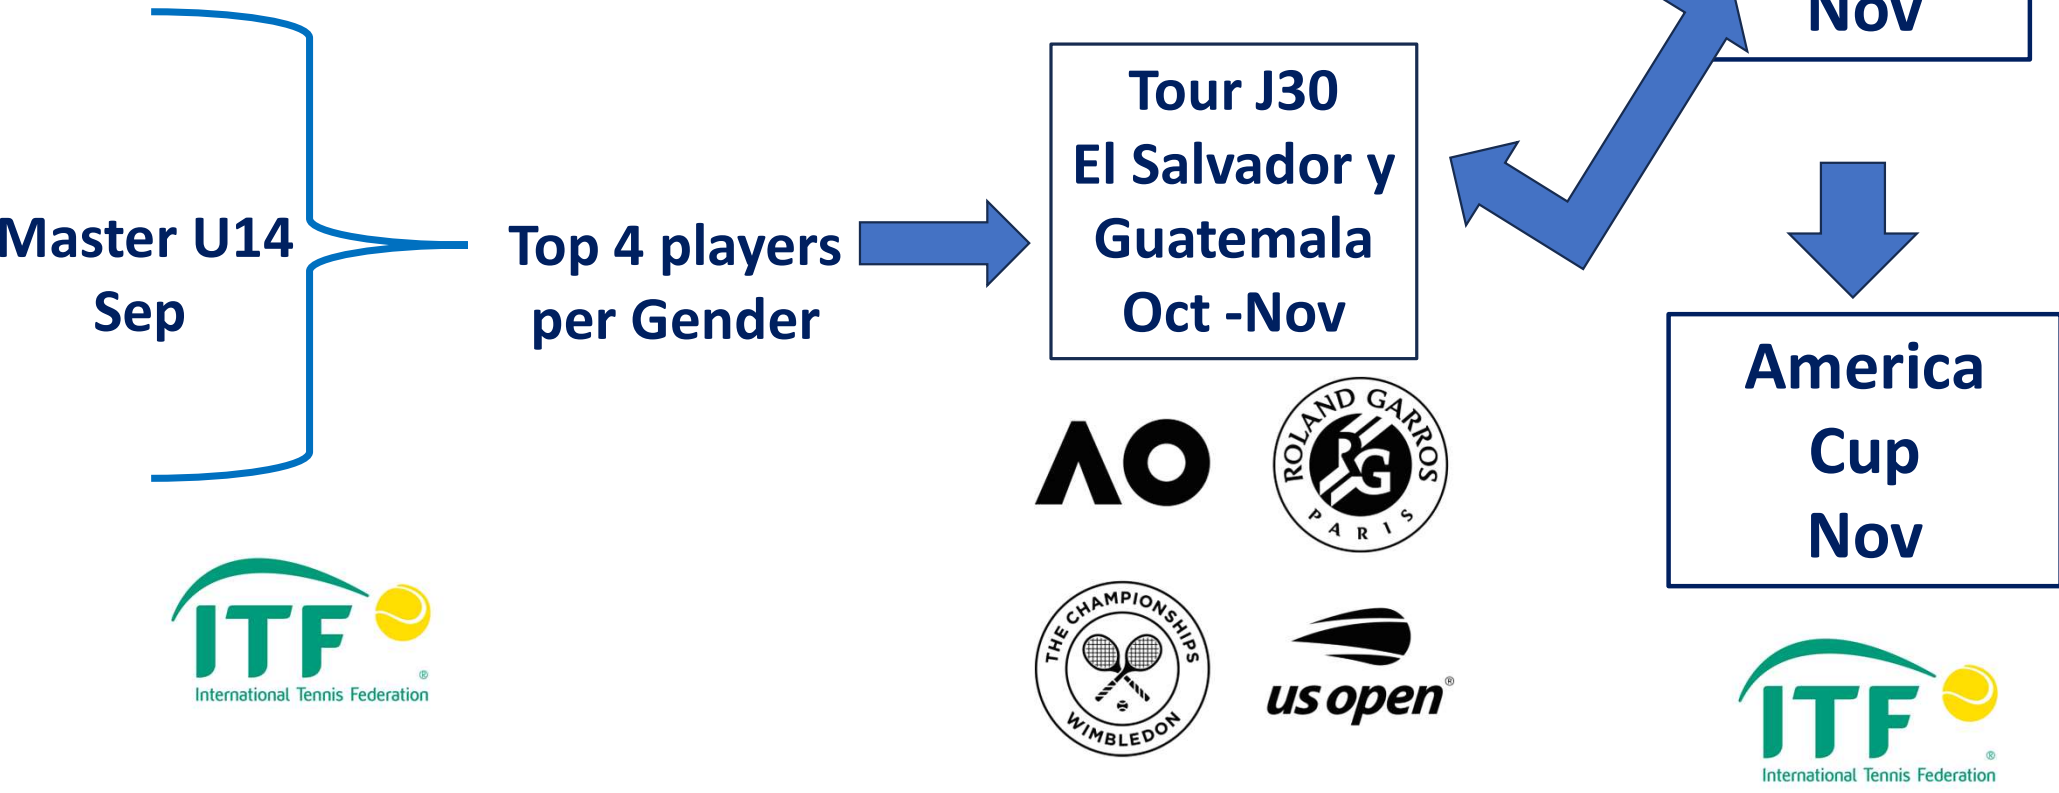 Nov
Master U14
Sep
Top 4 players
per Gender
Tour J30
El Salvador y
Guatemala
Oct -Nov
America
Cup
Nov
AO
ROLAND GARROS
RG
PARIS
THE CHAMPIONSHIPS
WIMBLEDON
us open®
ITF®
International Tennis Federation
ITF®
International Tennis Federation